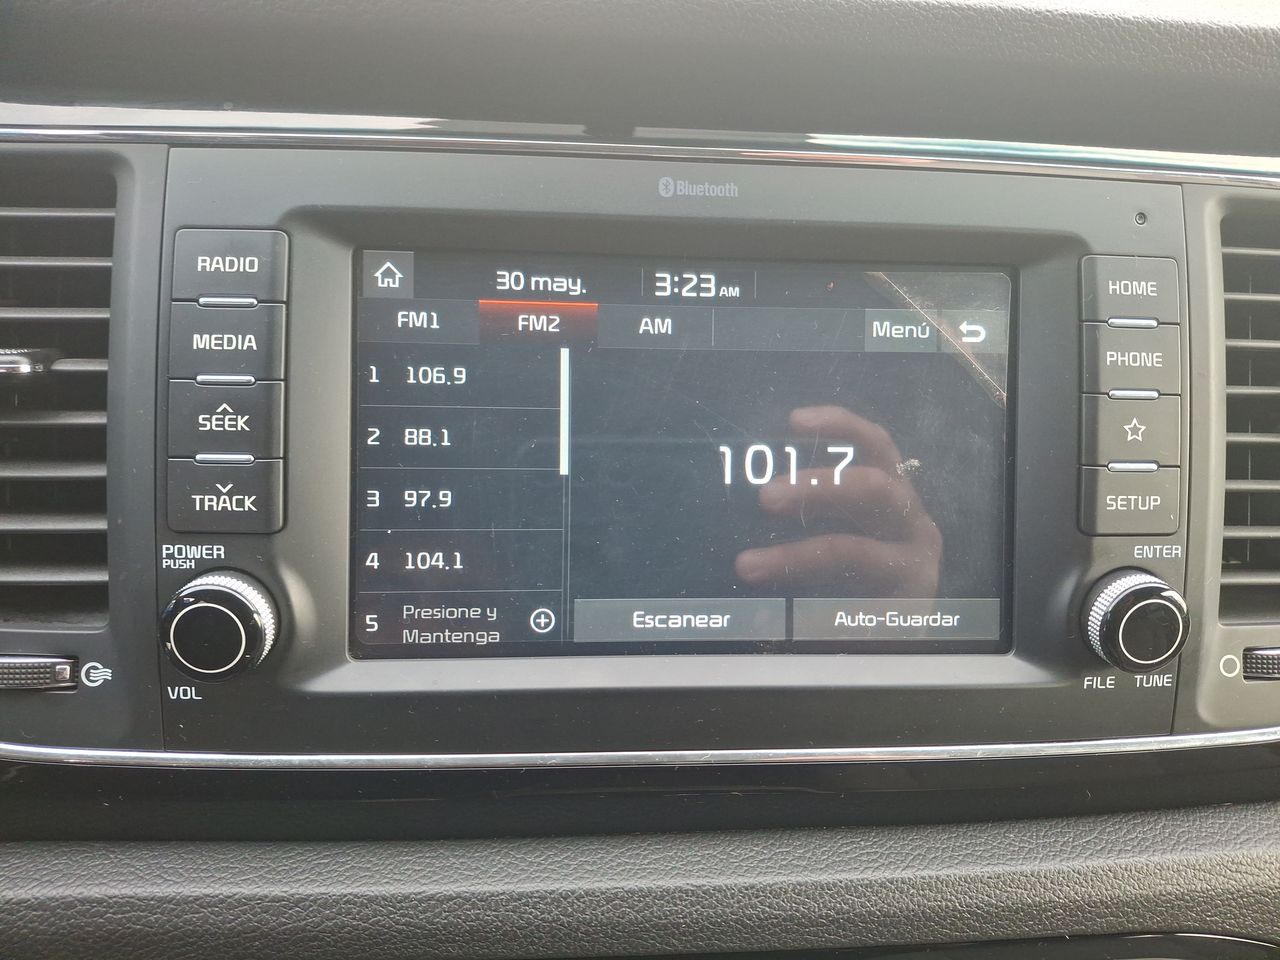 Bluetooth
RADIO
MEDIA
SEEK
TRACK
POWER
PUSH
VOL
30 may. 3:23 AM
FM1 FM2 AM Menú
1 106.9
2 88.1
3 97.9
4 104.1
5 Presione y
Mantenga
101.7
Escanear Auto-Guardar
HOME
PHONE
SETUP
ENTER
FILE TUNE